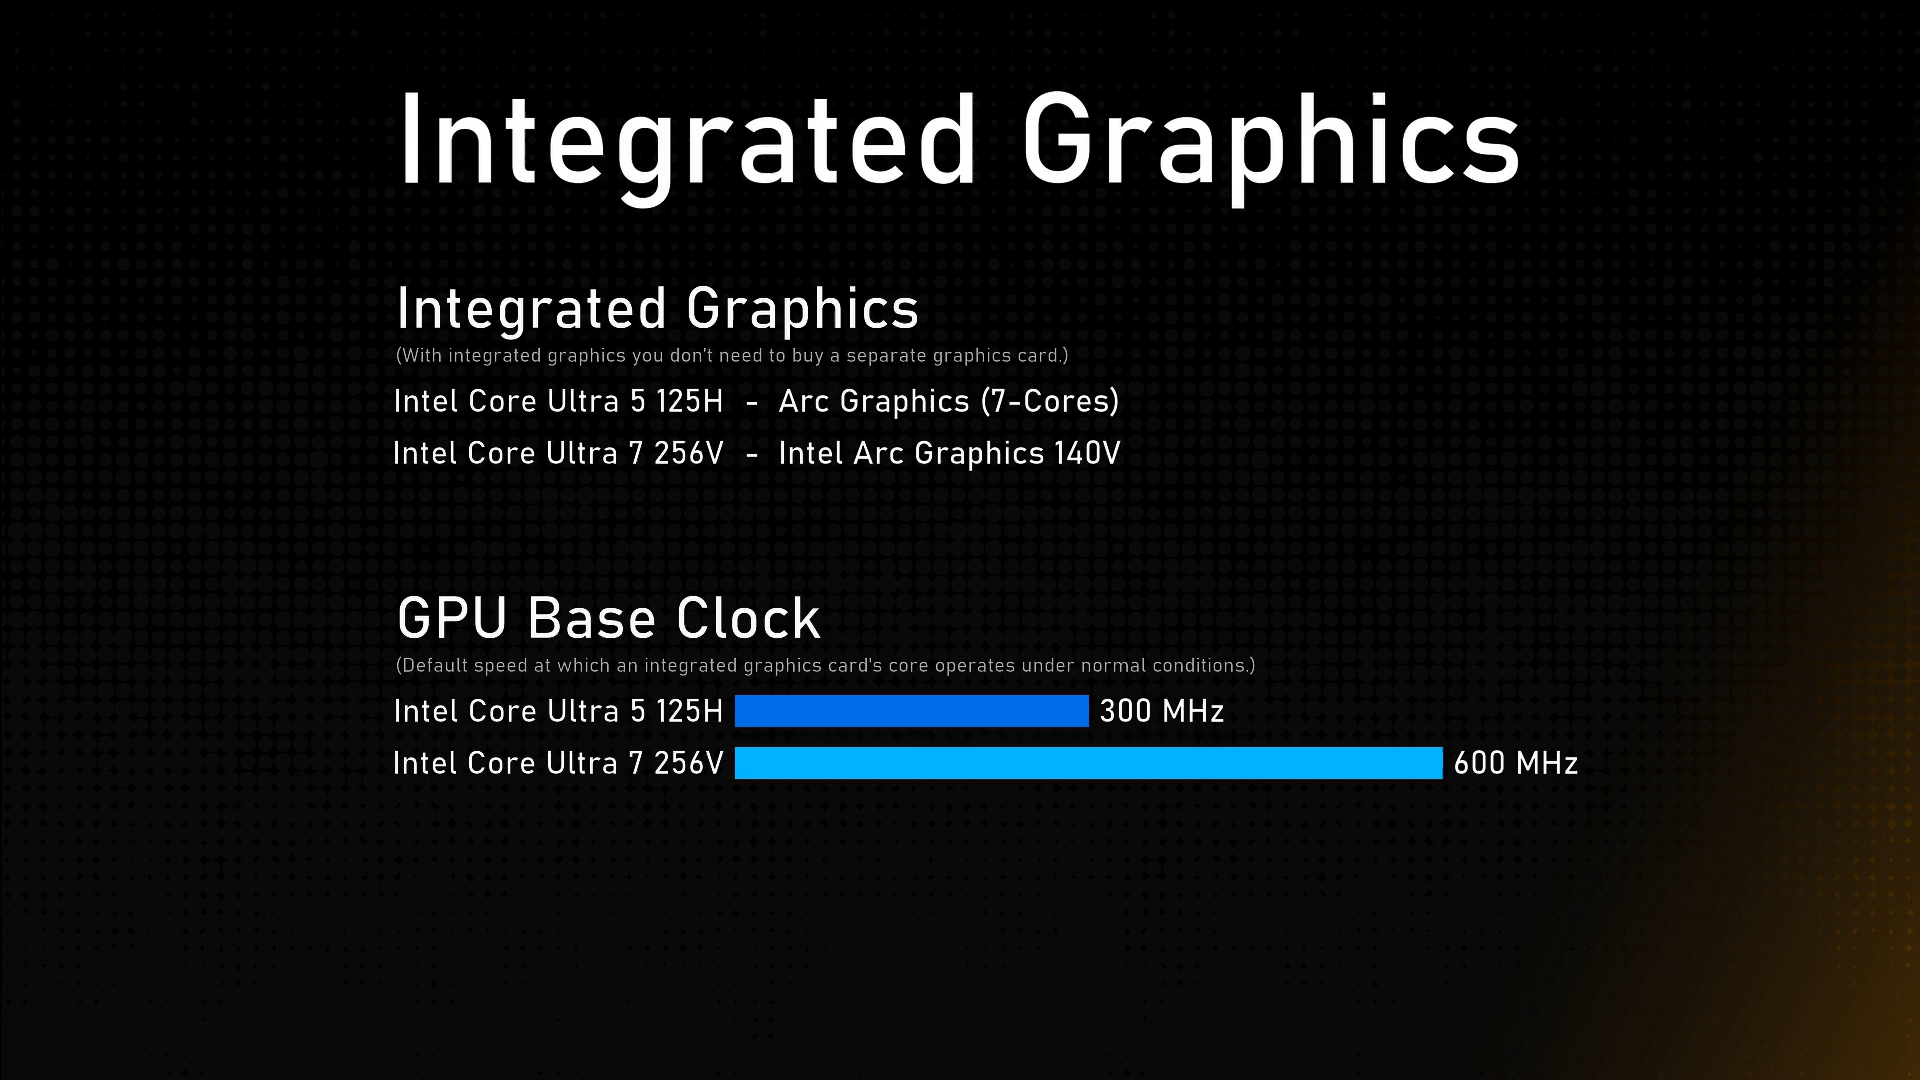 Integrated Graphics
Integrated Graphics
(With integrated graphics you don't need to buy a separate graphics card.)
Intel Core Ultra 5 125H - Arc Graphics (7-Cores)
Intel Core Ultra 7 256V - Intel Arc Graphics 140V
GPU Base Clock
(Default speed at which an integrated graphics card's core operates under normal conditions.)
Intel Core Ultra 5 125H 300 MHz
Intel Core Ultra 7 256V 600 MHz